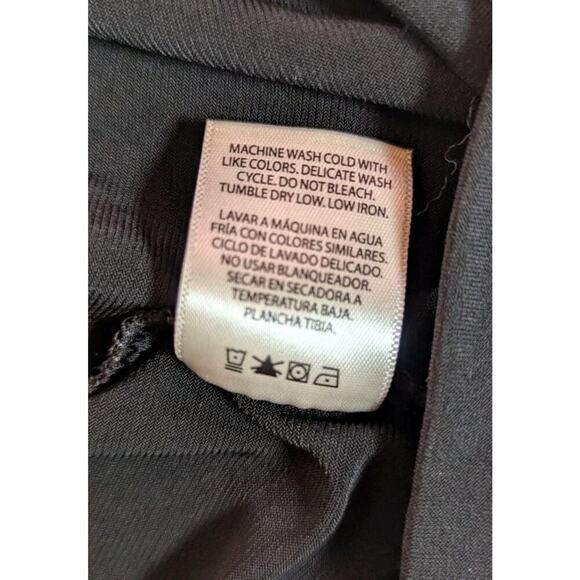 MACHINE WASH COLD WITH
LIKE COLORS. DELICATE WASH
CYCLE. DO NOT BLEACH.
TUMBLE DRY LOW. LOW IRON.
LAVAR A MÁQUINA EN AGUA
FRÍA CON COLORES SIMILARES.
CICLO DE LAVADO DELICADO.
NO USAR BLANQUEADOR.
SECAR EN SECADORA A
TEMPERATURA BAJA.
PLANCHA TIBIA.